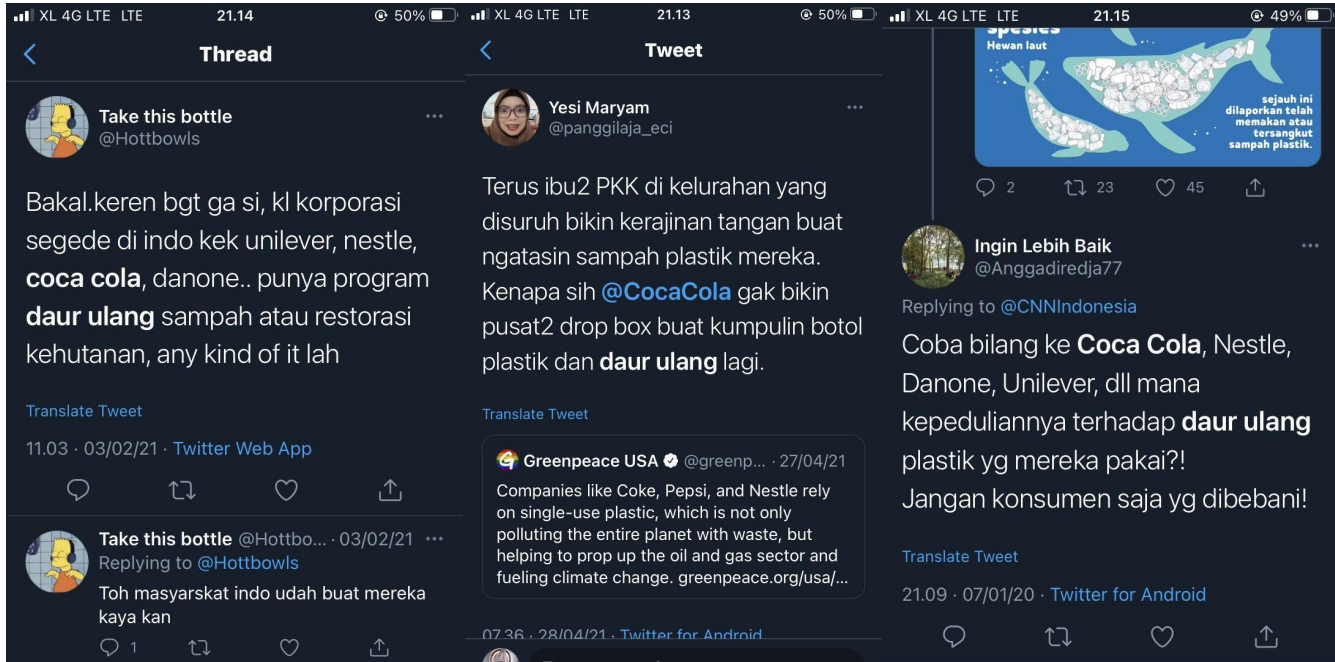 XL 4G LTE LTE
21.14
50%
Thread
Take this bottle
@Hottbowls
Bakal.keren bgt ga si, kl korporasi
segede di indo kek unilever, nestle,
coca cola, danone.. punya program
daur ulang sampah atau restorasi
kehutanan, any kind of it lah
Translate Tweet
11.03 · 03/02/21 · Twitter Web App
Take this bottle @Hottbo... · 03/02/21
Replying to @Hottbowls
Toh masyarskat indo udah buat mereka
kaya kan
1
XL 4G LTE LTE
21.13
50%
Tweet
Yesi Maryam
@panggilaja_eci
Terus ibu2 PKK di kelurahan yang
disuruh bikin kerajinan tangan buat
ngatasin sampah plastik mereka.
Kenapa sih @CocaCola gak bikin
pusat2 drop box buat kumpulin botol
plastik dan daur ulang lagi.
Translate Tweet
Greenpeace USA @greenp... · 27/04/21
Companies like Coke, Pepsi, and Nestle rely
on single-use plastic, which is not only
polluting the entire planet with waste, but
helping to prop up the oil and gas sector and
fueling climate change. greenpeace.org/usa/...
07.36 · 28/04/21 · Twitter for Android
XL 4G LTE LTE
21.15
49%
spesies
Hewan laut
sejauh ini
dilaporkan telah
memakan atau
tersangkut
sampah plastik.
2
23
45
Ingin Lebih Baik
@Anggadiredja77
Replying to @CNNIndonesia
Coba bilang ke Coca Cola, Nestle,
Danone, Unilever, dll mana
kepeduliannya terhadap daur ulang
plastik yg mereka pakai?!
Jangan konsumen saja yg dibebani!
Translate Tweet
21.09 · 07/01/20 · Twitter for Android